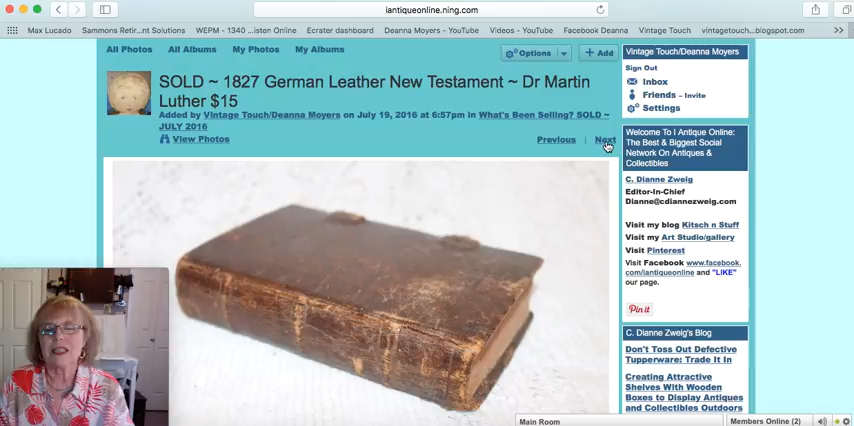 iantiqueonline.ning.com
Max Lucado
Sammons Retir...nt Solutions
WEPM - 1340 ...isten Online
Ecrater dashboard
Deanna Moyers - YouTube
Videos - YouTube
Facebook Deanna
Vintage Touch
vintagetouch...blogspot.com
All Photos All Albums My Photos My Albums
Options
+ Add
SOLD ~ 1827 German Leather New Testament ~ Dr Martin
Luther $15
Added by Vintage Touch/Deanna Moyers on July 19, 2016 at 6:57pm in What's Been Selling? SOLD ~
JULY 2016
View Photos
Previous | Next
Vintage Touch/Deanna Moyers
Sign Out
Inbox
Friends – Invite
Settings
Welcome To I Antique Online:
The Best & Biggest Social
Network On Antiques &
Collectibles
C. Dianne Zweig
Editor-In-Chief
Dianne@cdiannezweig.com
Visit my blog Kitsch n Stuff
Visit my Art Studio/gallery
Visit Pinterest
Visit Facebook www.facebook.
com/iantiqueonline and "LIKE"
our page.
Pin it
C. Dianne Zweig's Blog
Don't Toss Out Defective
Tupperware: Trade It In
Creating Attractive
Shelves With Wooden
Boxes to Display Antiques
and Collectibles Outdoors
Main Room
Members Online (2)